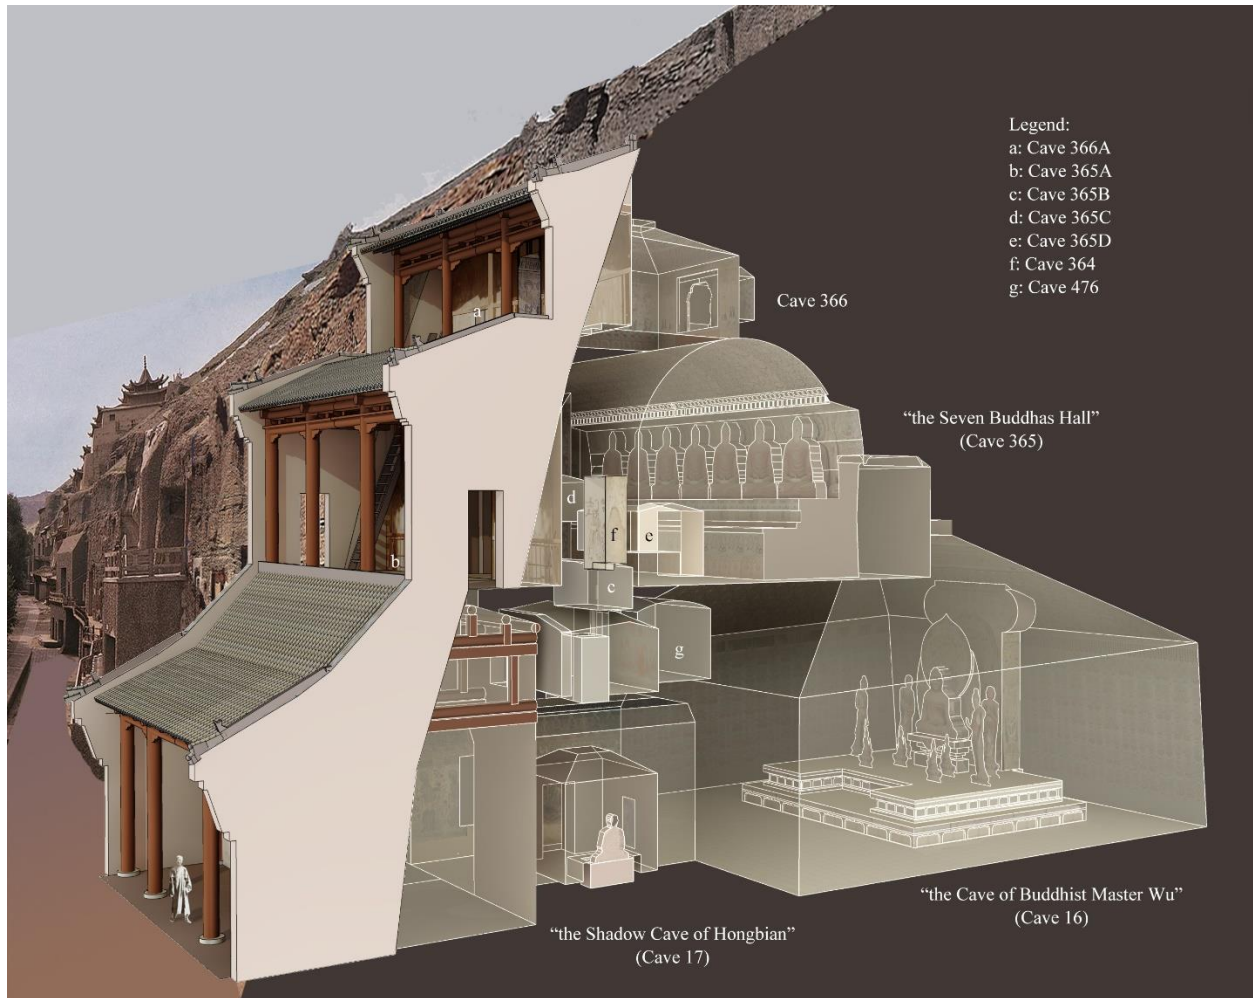 Legend:
a: Cave 366A
b: Cave 365A
c: Cave 365B
d: Cave 365C
e: Cave 365D
f: Cave 364
g: Cave 476
a
Cave 366
“the Seven Buddhas Hall”
(Cave 365)
d
f
e
b
c
g
“the Cave of Buddhist Master Wu”
(Cave 16)
“the Shadow Cave of Hongbian”
(Cave 17)